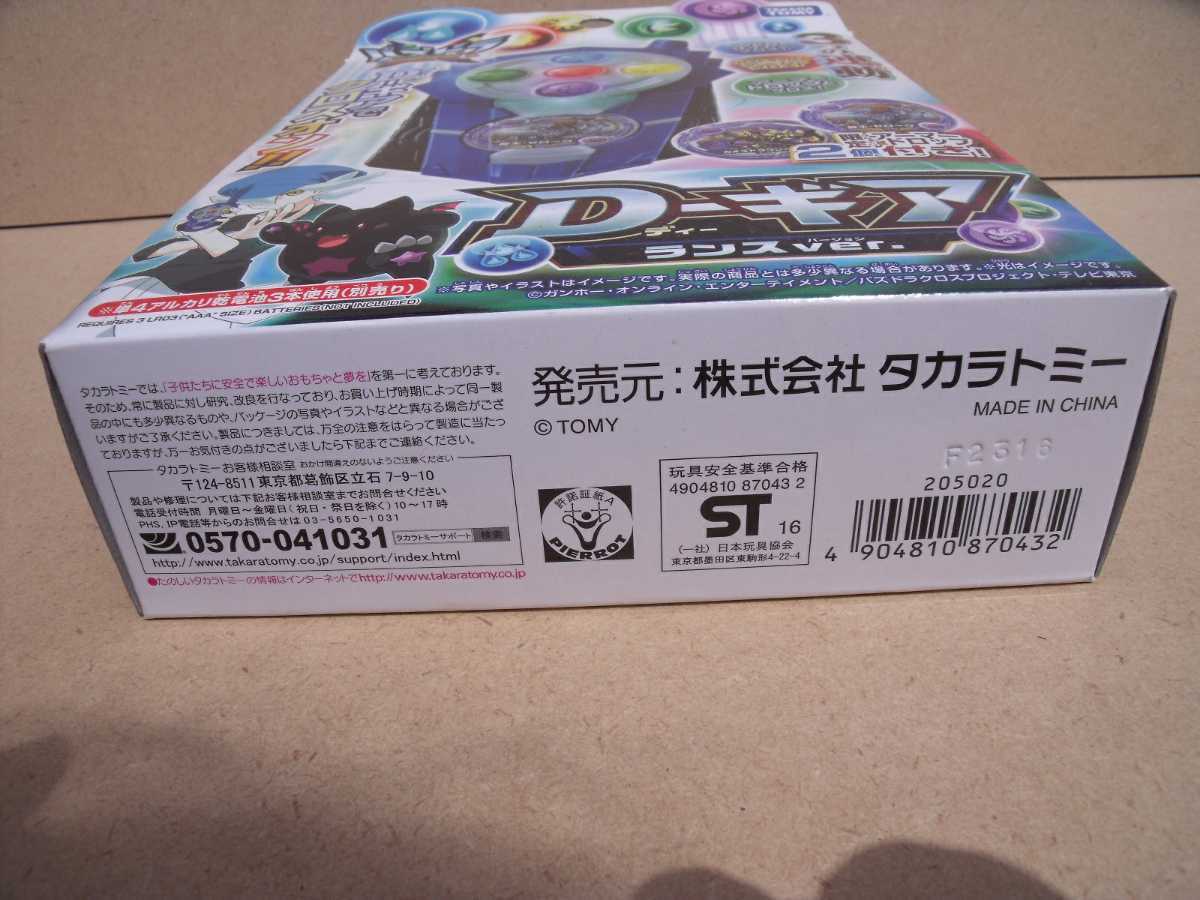 TAKARA TOMY
2個付き!!
D-ギア
ディー
バージョン
ランスver.
※写真やイラストはイメージです。実際の商品とは多少異なる場合があります。※光はイメージです。
©ガンホー・オンライン・エンターテイメント/パズドラクロスプロジェクト・テレビ東京
※単4アルカリ乾電池3本使用(別売り)
REQUIRES 3 LR03("AAA" SIZE) BATTERIES(NOT INCLUDED)
タカラトミーでは、「子供たちに安全で楽しいおもちゃと夢を」を第一に考えております。
そのため、常に製品に対し研究、改良を行なっており、お買い上げ時期によって同一製
品の中にも多少異なるものや、パッケージの写真やイラストなどと異なる場合がござ
いますがご了承ください。製品につきましては、万全の注意をはらって製造に当たっ
ておりますが、万一お気付きの点がございましたら下記までご連絡ください。
タカラトミーお客様相談室 おかけ間違えのないようご注意ください
〒124-8511 東京都葛飾区立石 7-9-10
製品や修理については下記お客様相談室までお問合せください
電話受付時間 月曜日~金曜日(祝日・祭日を除く)10~17時
PHS、IP電話等からのお問合せは 03-5650-1031
0570-041031 タカラトミーサポート 検索
http://www.takaratomy.co.jp/support/index.html
●たのしいタカラトミーの情報はインターネットでhttp://www.takaratomy.co.jp
発売元:株式会社 タカラトミー
© TOMY
MADE IN CHINA
F2316
許諾証紙A
PIERROT
玩具安全基準合格
4904810 87043 2
ST 16
(一社)日本玩具協会
東京都墨田区東駒形4-22-4
205020
4 904810 870432